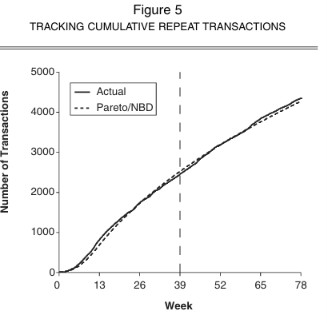 Figure 5
TRACKING CUMULATIVE REPEAT TRANSACTIONS
5000
4000
3000
2000
1000
0
Number of Transactions
Actual
Pareto/NBD
0 13 26 39 52 65 78
Week